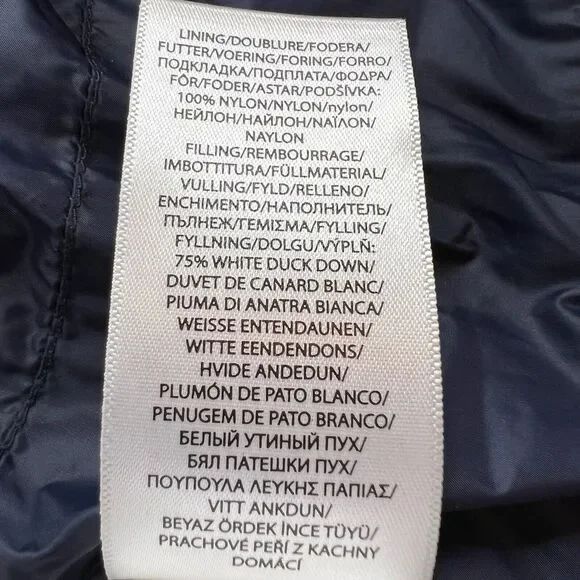 LINING/DOUBLURE/FODERA/
FUTTER/VOERING/FORING/FORRO/
ПОДКЛАДКА/ПОДПЛАТА/ΦΟΔΡΑ/
FÔR/FODER/ASTAR/PODŠÍVKA:
100% NYLON/NYLON/nylon/
НЕЙЛОН/НАЙЛОН/ΝΑΪΛΟΝ/
NAYLON
FILLING/REMBOURRAGE/
IMBOTTITURA/FÜLLMATERIAL/
VULLING/FYLD/RELLENO/
ENCHIMENTO/НАПОЛНИТЕЛЬ/
ПЪЛНЕЖ/ΓΕΜΙΣΜΑ/FYLLING/
FYLLNING/DOLGU/VÝPLŇ:
75% WHITE DUCK DOWN/
DUVET DE CANARD BLANC/
PIUMA DI ANATRA BIANCA/
WEISSE ENTENDAUNEN/
WITTE EENDENDONS/
HVIDE ANDEDUN/
PLUMÓN DE PATO BLANCO/
PENUGEM DE PATO BRANCO/
БЕЛЫЙ УТИНЫЙ ПУХ/
БЯЛ ПАТЕШКИ ПУХ/
ΠΟΥΠΟΥΛΑ ΛΕΥΚΗΣ ΠΑΠΙΑΣ/
VITT ANKDUN/
BEYAZ ÖRDEK İNCE TÜYÜ/
PRACHOVÉ PEŘÍ Z KACHNY
DOMÁCÍ